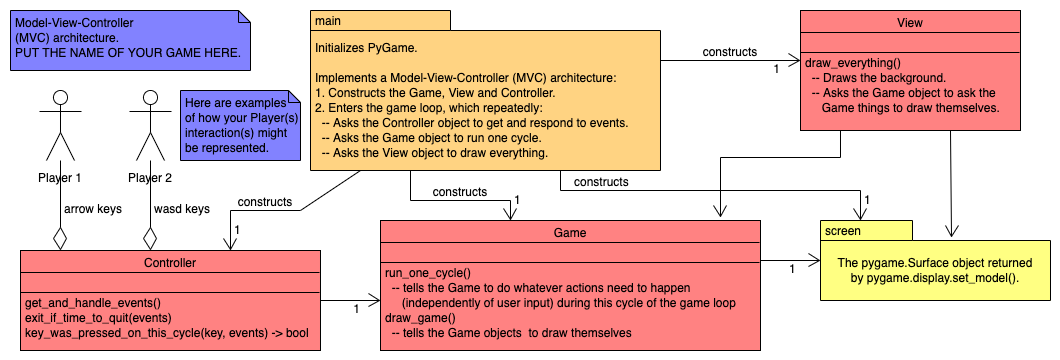 Model-View-Controller
(MVC) architecture.
PUT THE NAME OF YOUR GAME HERE.
main
Initializes PyGame.
Implements a Model-View-Controller (MVC) architecture:
1. Constructs the Game, View and Controller.
2. Enters the game loop, which repeatedly:
-- Asks the Controller object to get and respond to events.
-- Asks the Game object to run one cycle.
-- Asks the View object to draw everything.
constructs
1
View
draw_everything()
-- Draws the background.
-- Asks the Game object to ask the
Game things to draw themselves.
Here are examples
of how your Player(s)
interaction(s) might
be represented.
Player 1
Player 2
arrow keys
wasd keys
constructs
1
constructs
1
constructs
1
Controller
get_and_handle_events()
exit_if_time_to_quit(events)
key_was_pressed_on_this_cycle(key, events) -> bool
1
Game
run_one_cycle()
-- tells the Game to do whatever actions need to happen
(independently of user input) during this cycle of the game loop
draw_game()
-- tells the Game objects to draw themselves
1
screen
The pygame.Surface object returned
by pygame.display.set_model().